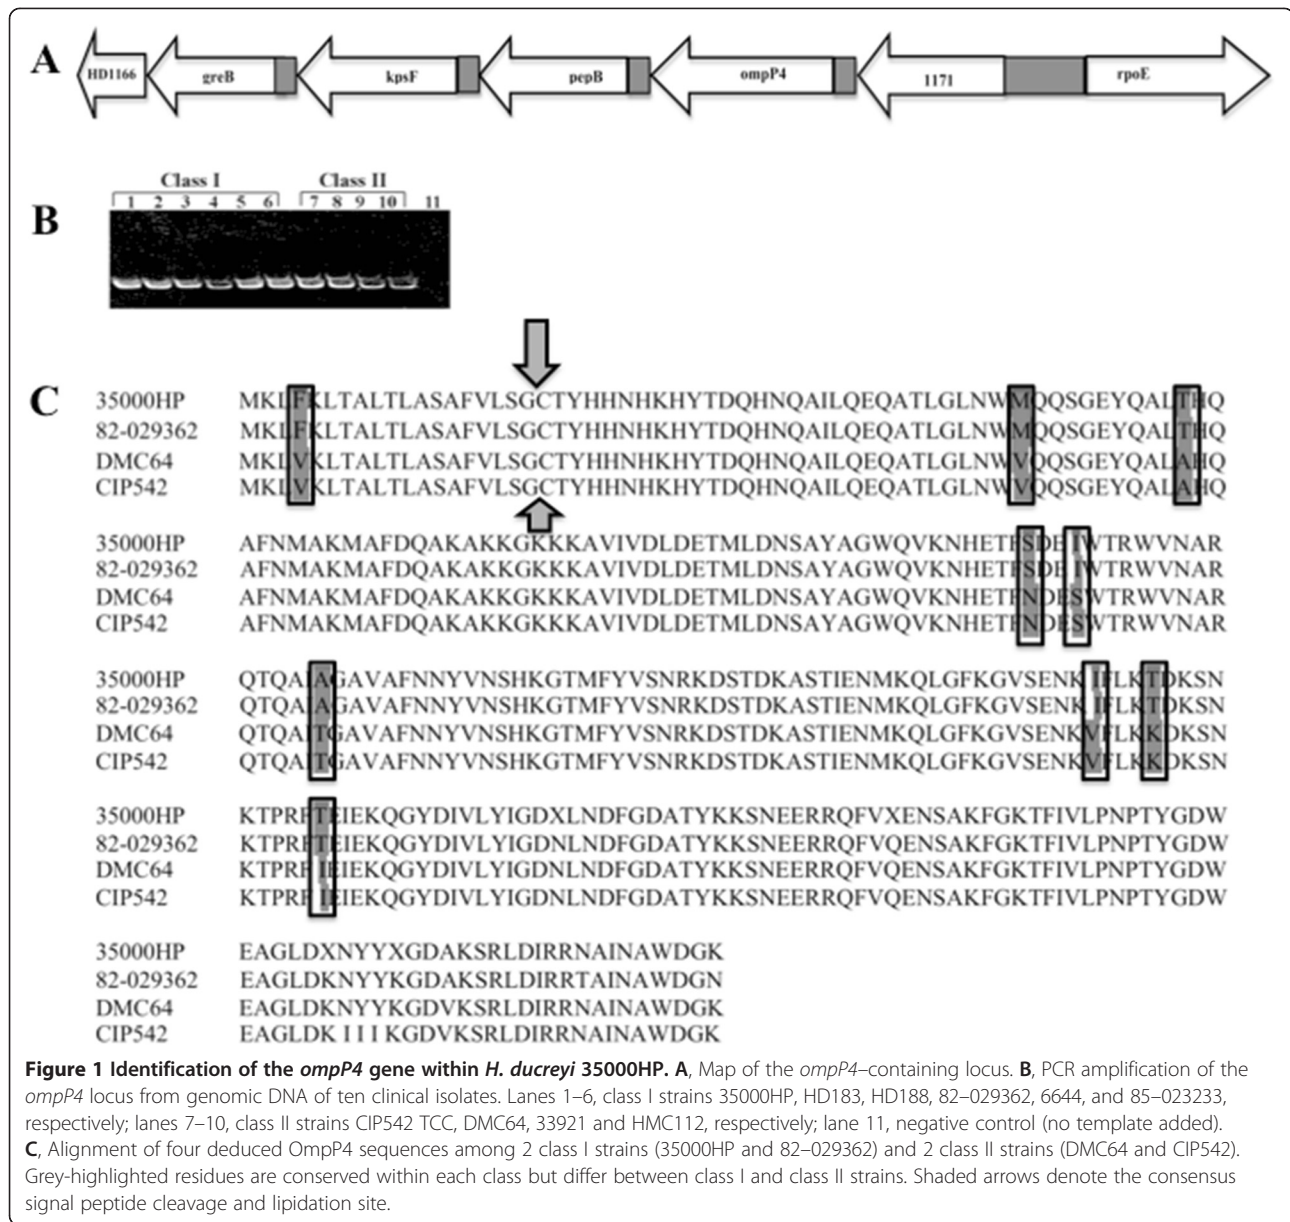 A
HD1166 greB kpsF pepB ompP4 1171 rpoE
Class I Class II
1 2 3 4 5 6 7 8 9 10 11
B
C
35000HP MKLFKLTALTLASAFVLSGCTYHHNHKHYTDQHNQAILQEQATLGLNWMQQSGEYQALTHQ
82-029362 MKLFKLTALTLASAFVLSGCTYHHNHKHYTDQHNQAILQEQATLGLNWMQQSGEYQALTHQ
DMC64 MKLVKLTALTLASAFVLSGCTYHHNHKHYTDQHNQAILQEQATLGLNWVQQSGEYQALAHQ
CIP542 MKLVKLTALTLASAFVLSGCTYHHNHKHYTDQHNQAILQEQATLGLNWVQQSGEYQALAHQ
35000HP AFNMAKMAFDQAKAKKGKKKAVIVDLDETMLDNSAYAGWQVKNHETFSDEIWTRWVNAR
82-029362 AFNMAKMAFDQAKAKKGKKKAVIVDLDETMLDNSAYAGWQVKNHETFSDEIWTRWVNAR
DMC64 AFNMAKMAFDQAKAKKGKKKAVIVDLDETMLDNSAYAGWQVKNHETFNDESWTRWVNAR
CIP542 AFNMAKMAFDQAKAKKGKKKAVIVDLDETMLDNSAYAGWQVKNHETFNDESWTRWVNAR
35000HP QTQAIAGAVAFNNYVNSHKGTMFYVSNRKDSTDKASTIENMKQLGFKGVSENKIFLKTDKSN
82-029362 QTQAIAGAVAFNNYVNSHKGTMFYVSNRKDSTDKASTIENMKQLGFKGVSENKIFLKTDKSN
DMC64 QTQAITGAVAFNNYVNSHKGTMFYVSNRKDSTDKASTIENMKQLGFKGVSENKVFLKKDKSN
CIP542 QTQAITGAVAFNNYVNSHKGTMFYVSNRKDSTDKASTIENMKQLGFKGVSENKVFLKKDKSN
35000HP KTPRFTEIEKQGYDIVLYIGDXLNDFGDATYKKSNEERRQFVXENSAKFGKTFIVLPNPTYGDW
82-029362 KTPRFTEIEKQGYDIVLYIGDNLNDFGDATYKKSNEERRQFVQENSAKFGKTFIVLPNPTYGDW
DMC64 KTPRFIEIEKQGYDIVLYIGDNLNDFGDATYKKSNEERRQFVQENSAKFGKTFIVLPNPTYGDW
CIP542 KTPRFIEIEKQGYDIVLYIGDNLNDFGDATYKKSNEERRQFVQENSAKFGKTFIVLPNPTYGDW
35000HP EAGLDXNYYXGDAKSRLDIRRNAINAWDGK
82-029362 EAGLDKNYYKGDAKSRLDIRRTAINAWDGN
DMC64 EAGLDKNYYKGDVKSRLDIRRNAINAWDGK
CIP542 EAGLDK I I I KGDVKSRLDIRRNAINAWDGK
Figure 1 Identification of the ompP4 gene within H. ducreyi 35000HP. A, Map of the ompP4–containing locus. B, PCR amplification of the
ompP4 locus from genomic DNA of ten clinical isolates. Lanes 1–6, class I strains 35000HP, HD183, HD188, 82–029362, 6644, and 85–023233,
respectively; lanes 7–10, class II strains CIP542 TCC, DMC64, 33921 and HMC112, respectively; lane 11, negative control (no template added).
C, Alignment of four deduced OmpP4 sequences among 2 class I strains (35000HP and 82–029362) and 2 class II strains (DMC64 and CIP542).
Grey-highlighted residues are conserved within each class but differ between class I and class II strains. Shaded arrows denote the consensus
signal peptide cleavage and lipidation site.